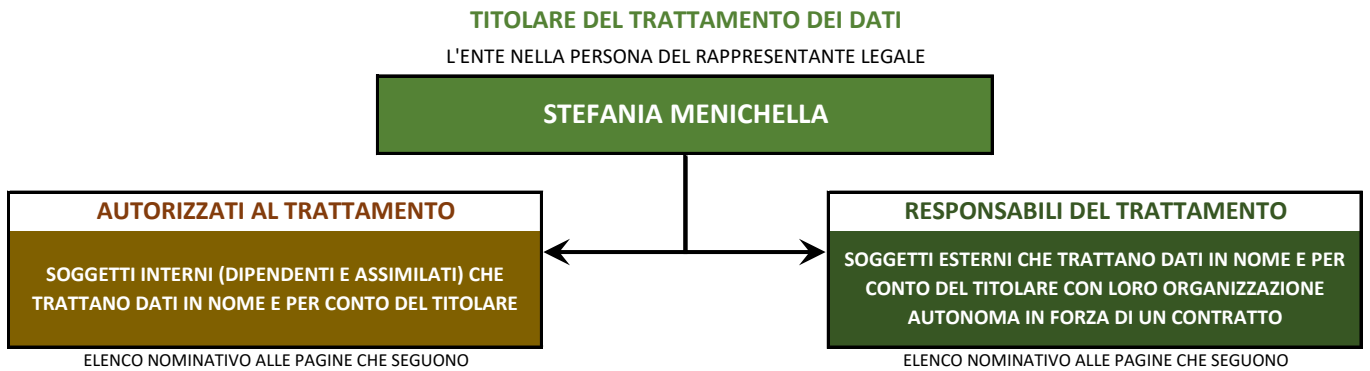 TITOLARE DEL TRATTAMENTO DEI DATI
L'ENTE NELLA PERSONA DEL RAPPRESENTANTE LEGALE
STEFANIA MENICHELLA
AUTORIZZATI AL TRATTAMENTO
SOGGETTI INTERNI (DIPENDENTI E ASSIMILATI) CHE
TRATTANO DATI IN NOME E PER CONTO DEL TITOLARE
ELENCO NOMINATIVO ALLE PAGINE CHE SEGUONO
RESPONSABILI DEL TRATTAMENTO
SOGGETTI ESTERNI CHE TRATTANO DATI IN NOME E PER
CONTO DEL TITOLARE CON LORO ORGANIZZAZIONE
AUTONOMA IN FORZA DI UN CONTRATTO
ELENCO NOMINATIVO ALLE PAGINE CHE SEGUONO